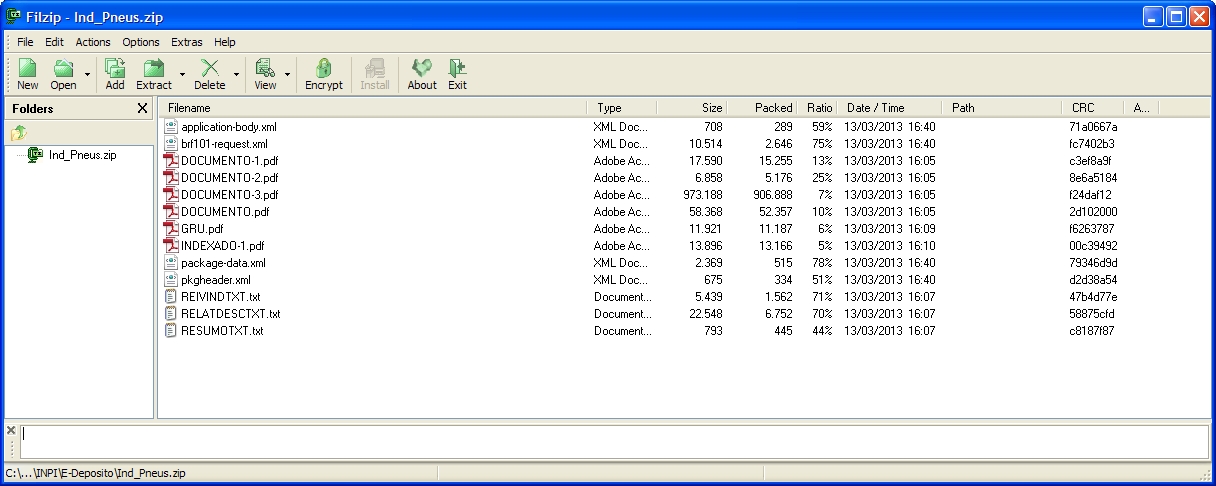 Filzip - Ind_Pneus.zip
File Edit Actions Options Extras Help
New Open Add Extract Delete View Encrypt Install About Exit
Folders
Ind_Pneus.zip
Filename Type Size Packed Ratio Date / Time Path CRC A...
application-body.xml XML Doc... 708 289 59% 13/03/2013 16:40 71a0667a
brf101-request.xml XML Doc... 10.514 2.646 75% 13/03/2013 16:40 fc7402b3
DOCUMENTO-1.pdf Adobe Ac... 17.590 15.255 13% 13/03/2013 16:05 c3ef8a9f
DOCUMENTO-2.pdf Adobe Ac... 6.858 5.176 25% 13/03/2013 16:05 8e6a5184
DOCUMENTO-3.pdf Adobe Ac... 973.188 906.888 7% 13/03/2013 16:05 f24daf12
DOCUMENTO.pdf Adobe Ac... 58.368 52.357 10% 13/03/2013 16:05 2d102000
GRU.pdf Adobe Ac... 11.921 11.187 6% 13/03/2013 16:09 f6263787
INDEXADO-1.pdf Adobe Ac... 13.896 13.166 5% 13/03/2013 16:10 00c39492
package-data.xml XML Doc... 2.369 515 78% 13/03/2013 16:40 79346d9d
pkgheader.xml XML Doc... 675 334 51% 13/03/2013 16:40 d2d38a54
REIVINDTXT.txt Document... 5.439 1.562 71% 13/03/2013 16:07 47b4d77e
RELATDESCTXT.txt Document... 22.548 6.752 70% 13/03/2013 16:07 58875cfd
RESUMOTXT.txt Document... 793 445 44% 13/03/2013 16:07 c8187f87
C:\...\INPI\E-Deposito\Ind_Pneus.zip